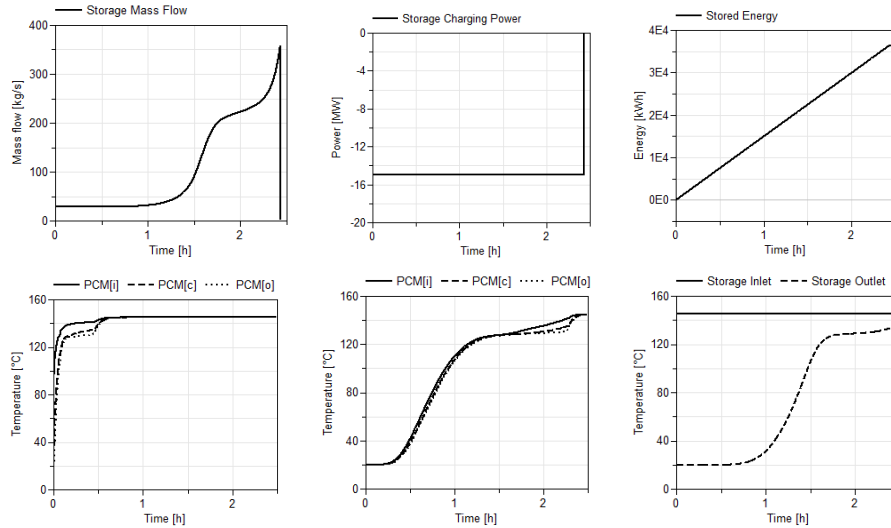 Storage Mass Flow
400
300
200
100
0
Mass flow [kg/s]
0 1 2
Time [h]
Storage Charging Power
0
-4
-8
-12
-16
-20
Power [MW]
0 1 2
Time [h]
Stored Energy
4E4
3E4
2E4
1E4
0E0
Energy [kWh]
0 1 2
Time [h]
PCM[i] PCM[c] PCM[o]
160
120
80
40
0
Temperature [°C]
0 1 2
Time [h]
PCM[i] PCM[c] PCM[o]
160
120
80
40
0
Temperature [°C]
0 1 2
Time [h]
Storage Inlet Storage Outlet
160
120
80
40
0
Temperature [°C]
0 1 2
Time [h]